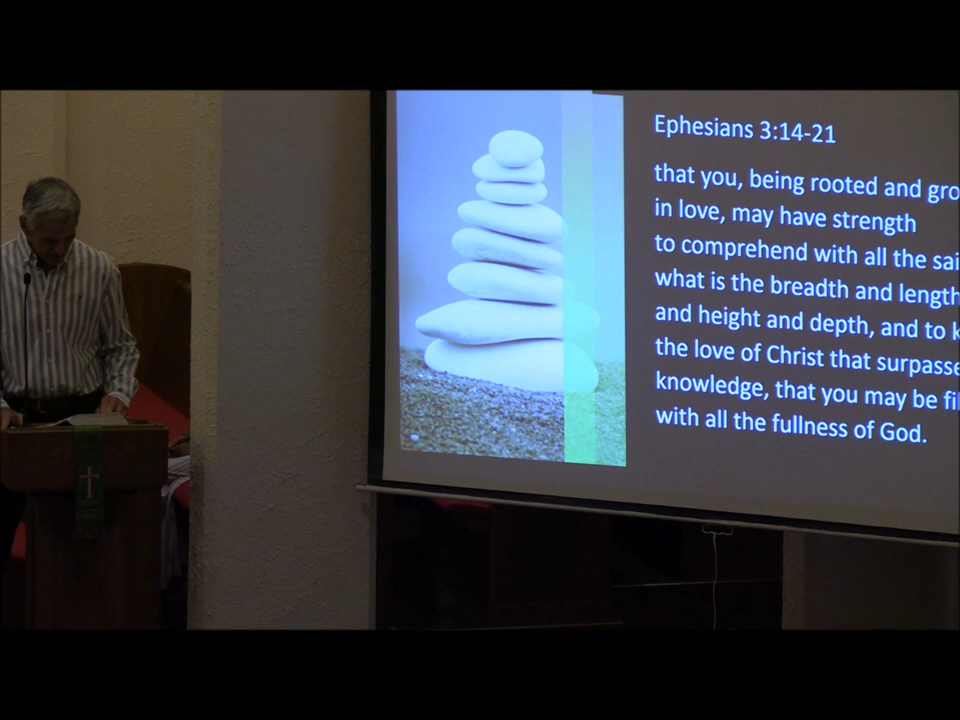 Ephesians 3:14-21
that you, being rooted and gro
in love, may have strength
to comprehend with all the sai
what is the breadth and length
and height and depth, and to k
the love of Christ that surpasse
knowledge, that you may be fil
with all the fullness of God.